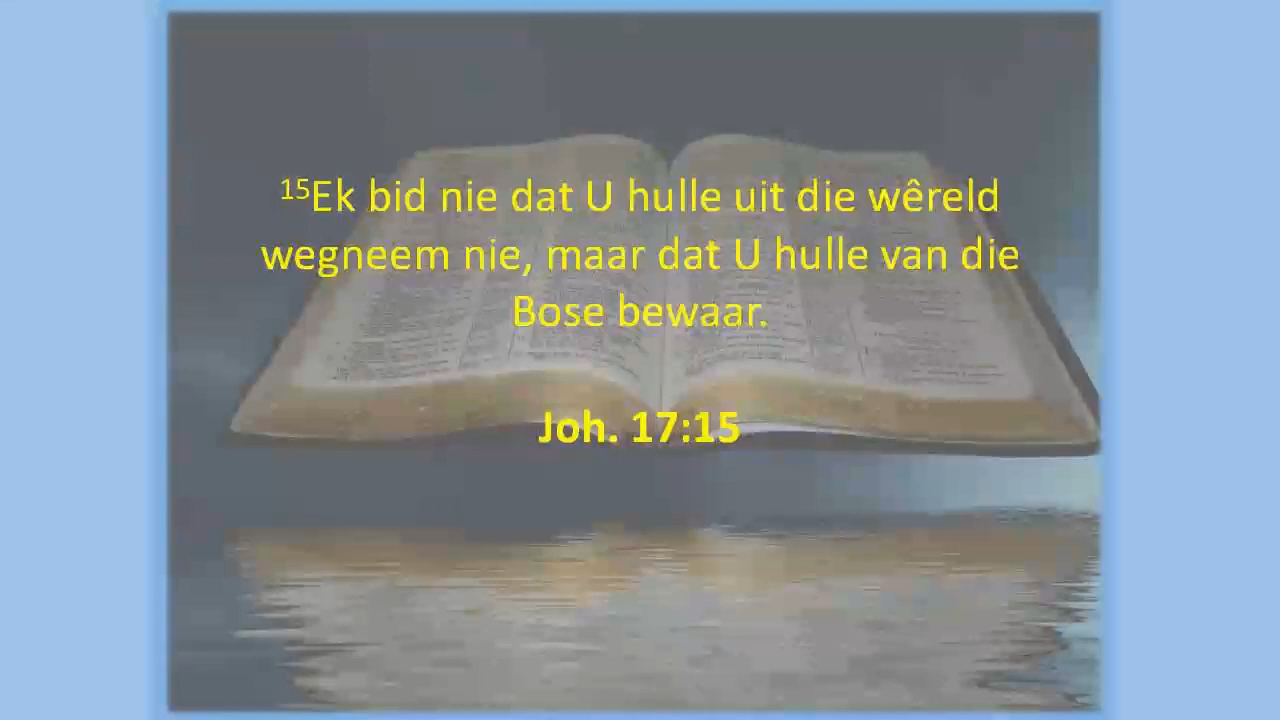 ¹⁵Ek bid nie dat U hulle uit die wêreld
wegneem nie, maar dat U hulle van die
Bose bewaar.
Joh. 17:15